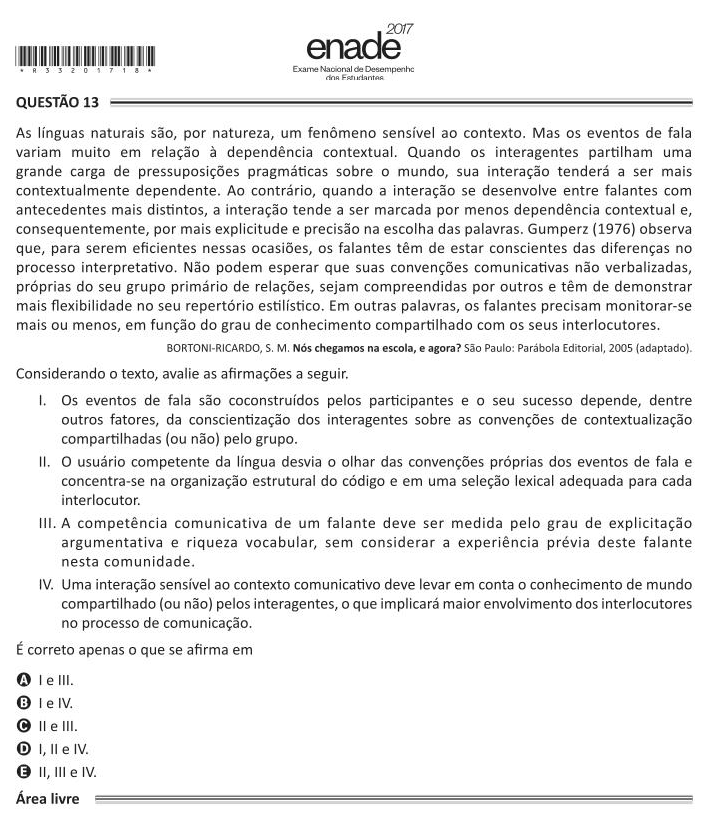 2017
enade
Exame Nacional de Desempenho
dos Estudantes
* R 3 3 2 0 1 7 1 8 *
QUESTÃO 13
As línguas naturais são, por natureza, um fenômeno sensível ao contexto. Mas os eventos de fala
variam muito em relação à dependência contextual. Quando os interagentes partilham uma
grande carga de pressuposições pragmáticas sobre o mundo, sua interação tenderá a ser mais
contextualmente dependente. Ao contrário, quando a interação se desenvolve entre falantes com
antecedentes mais distintos, a interação tende a ser marcada por menos dependência contextual e,
consequentemente, por mais explicitude e precisão na escolha das palavras. Gumperz (1976) observa
que, para serem eficientes nessas ocasiões, os falantes têm de estar conscientes das diferenças no
processo interpretativo. Não podem esperar que suas convenções comunicativas não verbalizadas,
próprias do seu grupo primário de relações, sejam compreendidas por outros e têm de demonstrar
mais flexibilidade no seu repertório estilístico. Em outras palavras, os falantes precisam monitorar-se
mais ou menos, em função do grau de conhecimento compartilhado com os seus interlocutores.
BORTONI-RICARDO, S. M. Nós chegamos na escola, e agora? São Paulo: Parábola Editorial, 2005 (adaptado).
Considerando o texto, avalie as afirmações a seguir.
I. Os eventos de fala são coconstruídos pelos participantes e o seu sucesso depende, dentre
outros fatores, da conscientização dos interagentes sobre as convenções de contextualização
compartilhadas (ou não) pelo grupo.
II. O usuário competente da língua desvia o olhar das convenções próprias dos eventos de fala e
concentra-se na organização estrutural do código e em uma seleção lexical adequada para cada
interlocutor.
III. A competência comunicativa de um falante deve ser medida pelo grau de explicitação
argumentativa e riqueza vocabular, sem considerar a experiência prévia deste falante
nesta comunidade.
IV. Uma interação sensível ao contexto comunicativo deve levar em conta o conhecimento de mundo
compartilhado (ou não) pelos interagentes, o que implicará maior envolvimento dos interlocutores
no processo de comunicação.
É correto apenas o que se afirma em
A I e III.
B I e IV.
C II e III.
D I, II e IV.
E II, III e IV.
Área livre